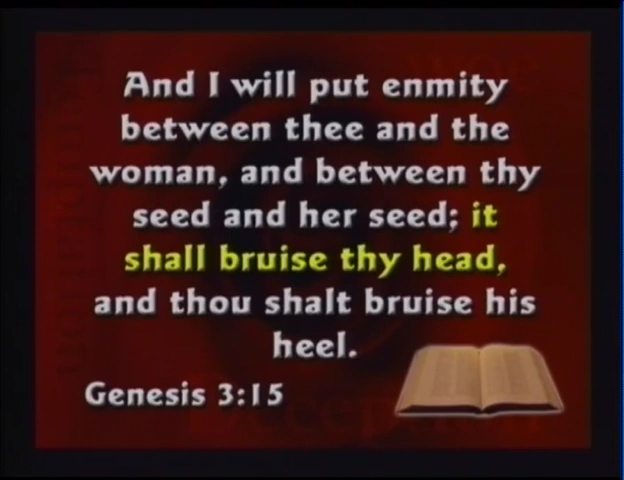 And I will put enmity
between thee and the
woman, and between thy
seed and her seed; it
shall bruise thy head,
and thou shalt bruise his
heel.
Genesis 3:15